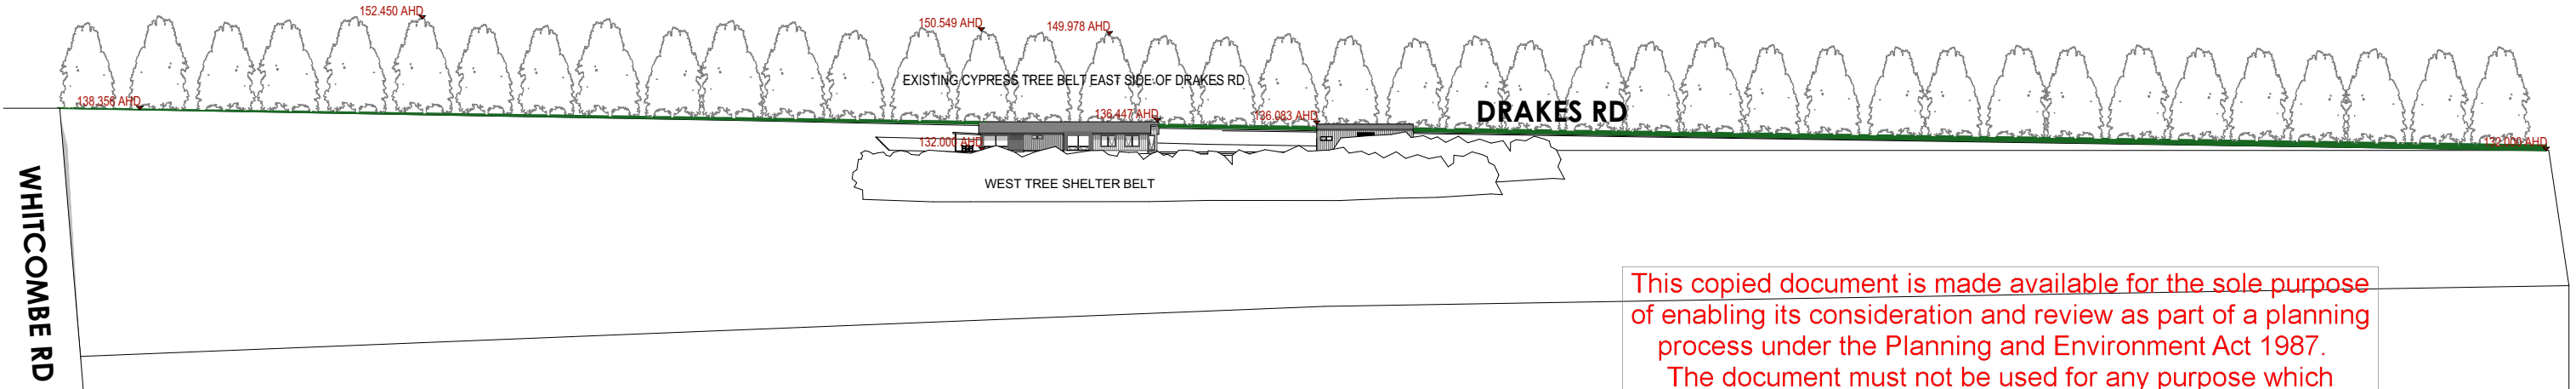 152.450 AHD
150.549 AHD
149.978 AHD
EXISTING CYPRESS TREE BELT EAST SIDE OF DRAKES RD
138.356 AHD
136.447 AHD
136.083 AHD
DRAKES RD
132.000 AHD
132.000 AHD
WEST TREE SHELTER BELT
WHITCOMBE RD
This copied document is made available for the sole purpose
of enabling its consideration and review as part of a planning
process under the Planning and Environment Act 1987.
The document must not be used for any purpose which